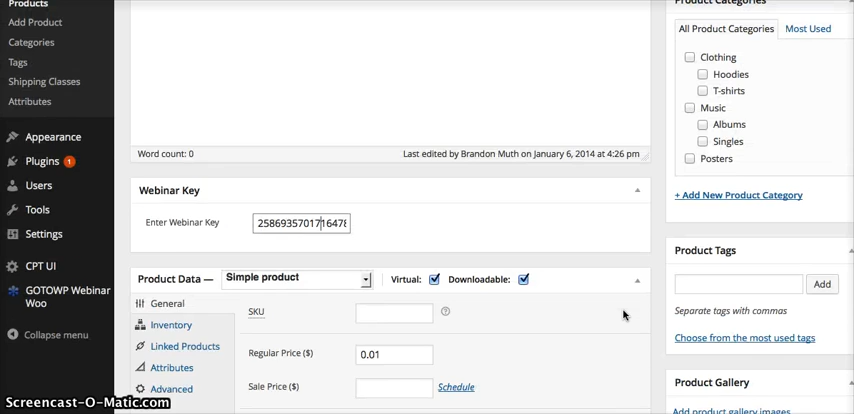 Products
Add Product
Categories
Tags
Shipping Classes
Attributes
Appearance
Plugins 1
Users
Tools
Settings
CPT UI
GOTOWP Webinar
Woo
Collapse menu
Word count: 0 Last edited by Brandon Muth on January 6, 2014 at 4:26 pm
Webinar Key
Enter Webinar Key
Product Data — Simple product Virtual: Downloadable:
General
Inventory
Linked Products
Attributes
Advanced
SKU
Regular Price ($) 0.01
Sale Price ($) Schedule
Product Categories
All Product Categories Most Used
Clothing
Hoodies
T-shirts
Music
Albums
Singles
Posters
+ Add New Product Category
Product Tags
Add
Separate tags with commas
Choose from the most used tags
Product Gallery
Add product gallery images
Screencast-O-Matic.com